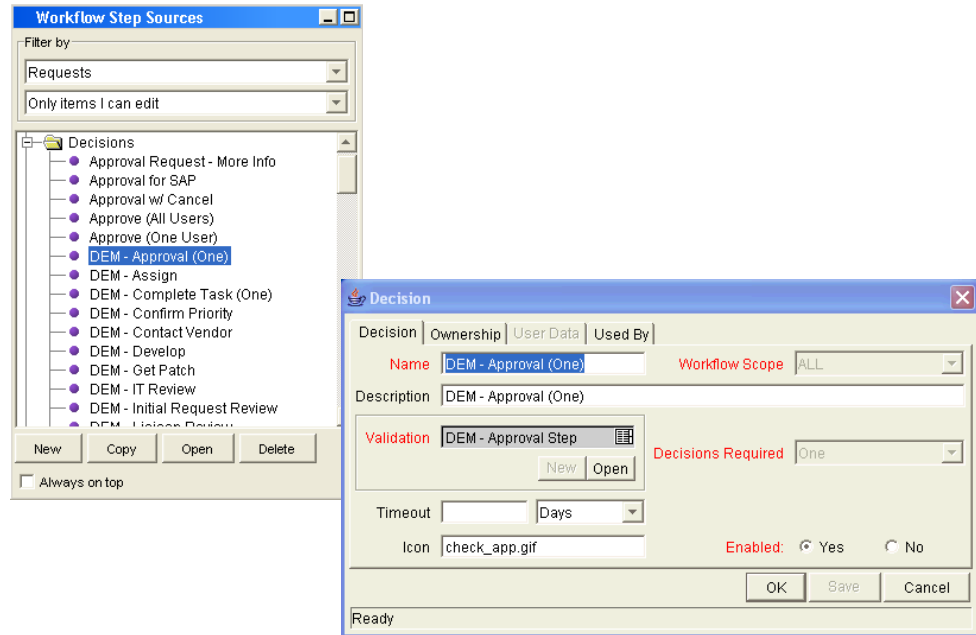 Workflow Step Sources
Filter by
Requests
Only items I can edit
Decisions
Approval Request - More Info
Approval for SAP
Approval w/ Cancel
Approve (All Users)
Approve (One User)
DEM - Approval (One)
DEM - Assign
DEM - Complete Task (One)
DEM - Confirm Priority
DEM - Contact Vendor
DEM - Develop
DEM - Get Patch
DEM - IT Review
DEM - Initial Request Review
New Copy Open Delete
Always on top
Decision
Decision Ownership User Data Used By
Name DEM - Approval (One) Workflow Scope ALL
Description DEM - Approval (One)
Validation DEM - Approval Step
Decisions Required One
New Open
Timeout Days
Icon check_app.gif Enabled: Yes No
OK Save Cancel
Ready